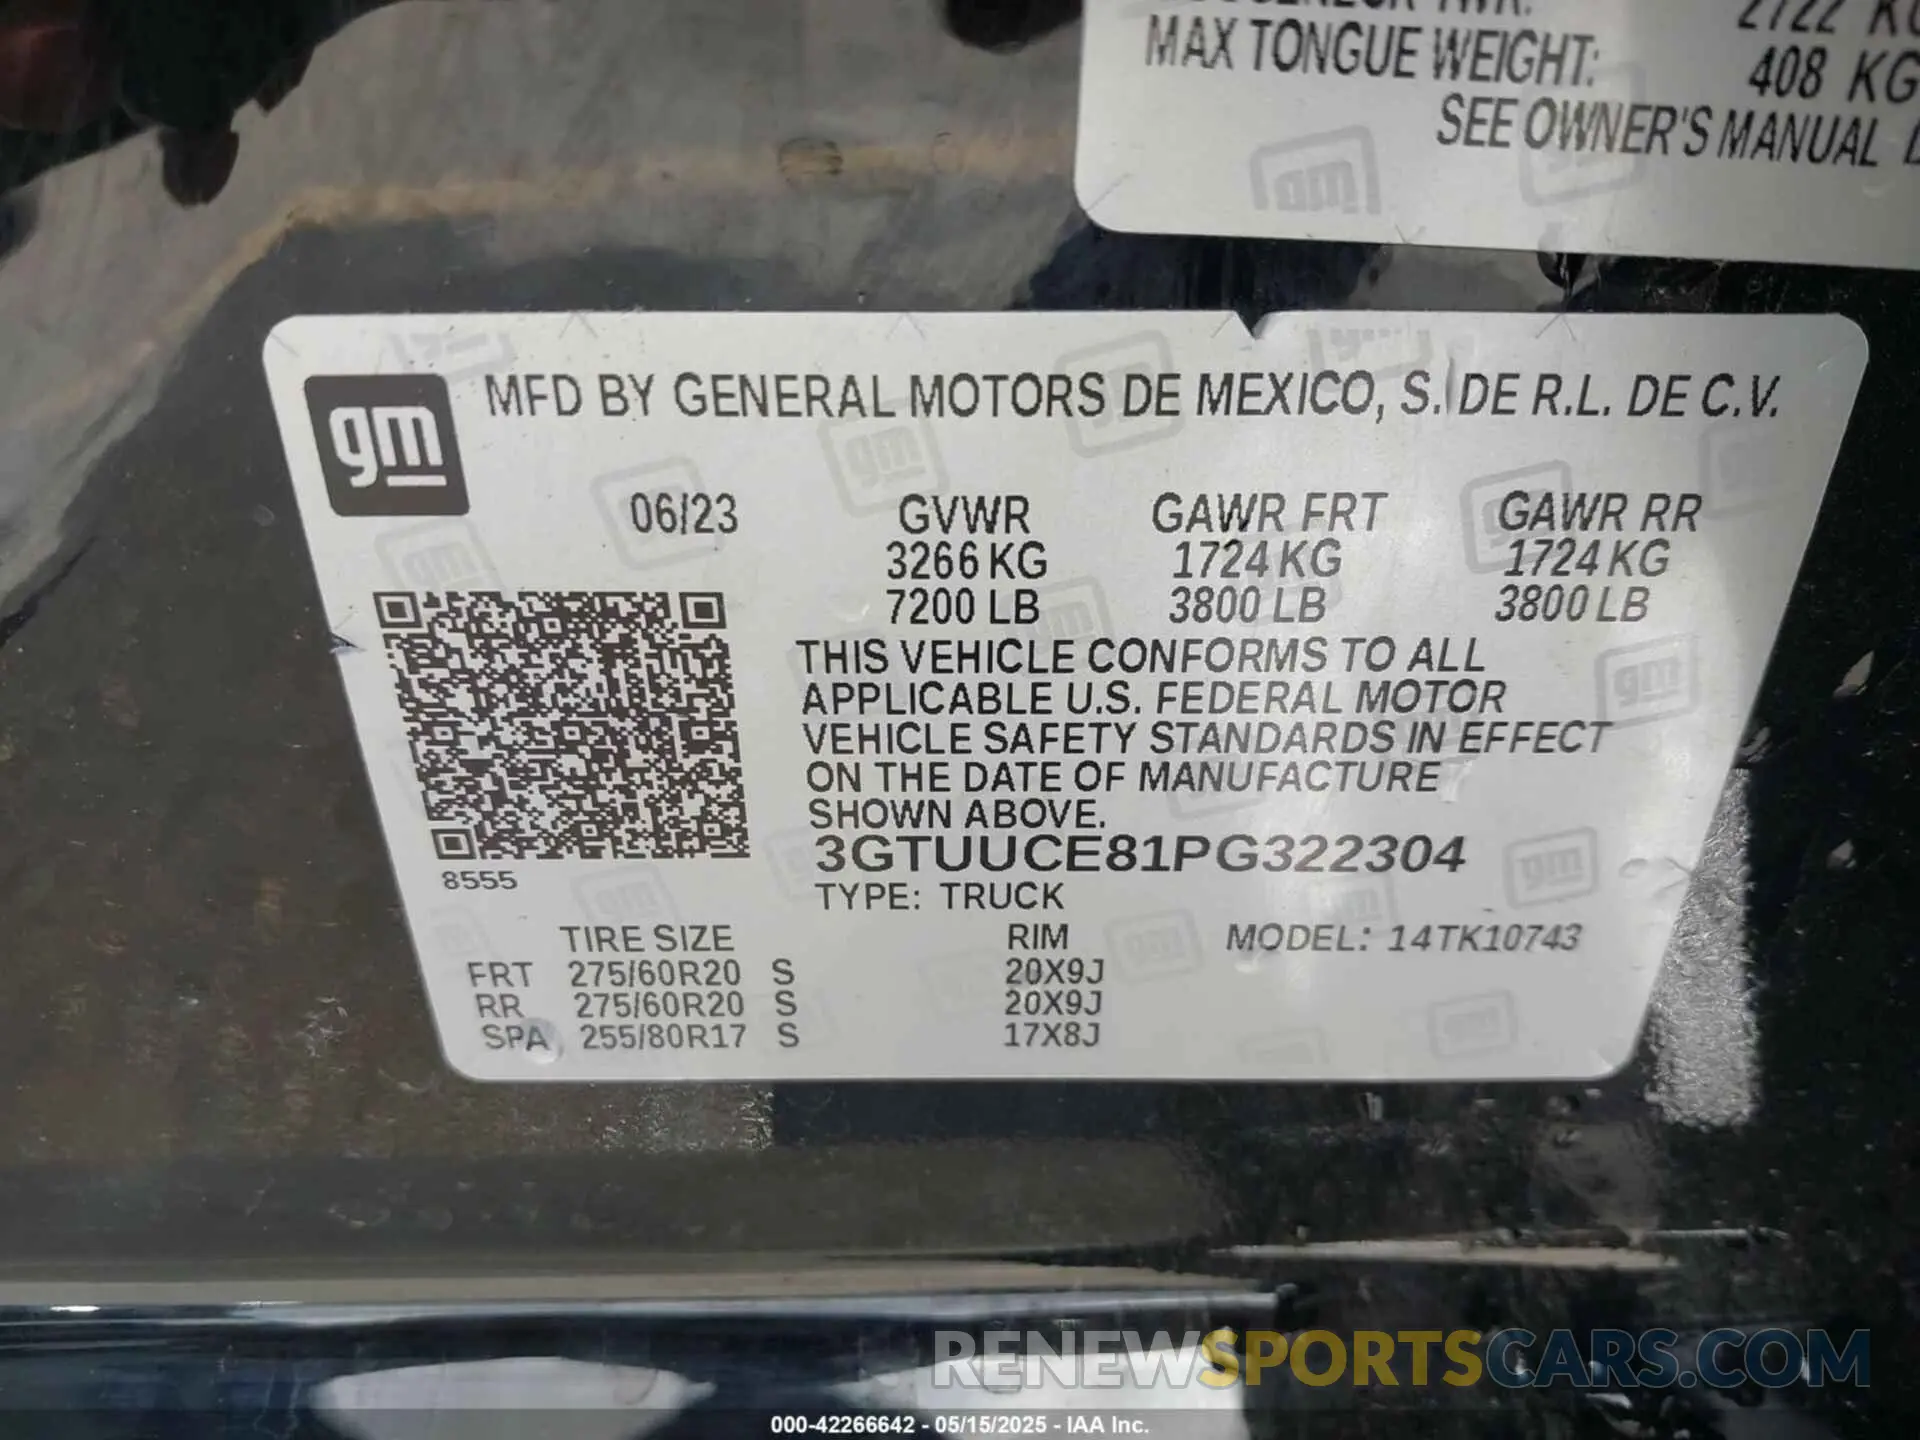 2722 KG
MAX TONGUE WEIGHT: 408 KG
SEE OWNER'S MANUAL
gm MFD BY GENERAL MOTORS DE MEXICO, S. DE R.L. DE C.V.
06/23 GVWR GAWR FRT GAWR RR
3266 KG 1724 KG 1724 KG
7200 LB 3800 LB 3800 LB
THIS VEHICLE CONFORMS TO ALL
APPLICABLE U.S. FEDERAL MOTOR
VEHICLE SAFETY STANDARDS IN EFFECT
ON THE DATE OF MANUFACTURE
SHOWN ABOVE.
3GTUUCE81PG322304
8555 TYPE: TRUCK
TIRE SIZE RIM MODEL: 14TK10743
FRT 275/60R20 S 20X9J
RR 275/60R20 S 20X9J
SPA 255/80R17 S 17X8J
RENEWSPORTSCARS.COM
000-42266642 - 05/15/2025 - IAA Inc.